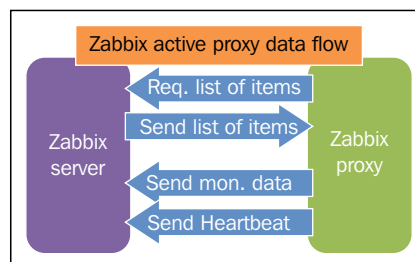 Zabbix active proxy data flow
Req. list of items
Send list of items
Zabbix
server
Zabbix
proxy
Send mon. data
Send Heartbeat